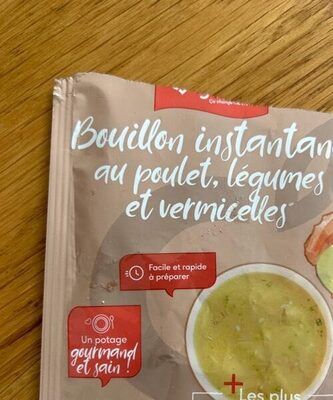 Bouillon instantan
au poulet, légumes
et vermicelles
Facile et rapide
à préparer
Un potage
gourmand
et sain !
+
Les plus